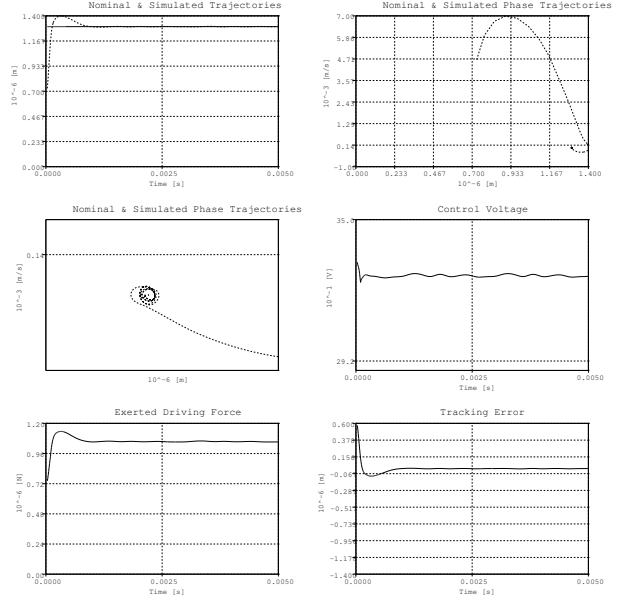 Nominal & Simulated Trajectories
1.400
1.167
0.933
0.700
0.467
0.233
0.000
0.0000 0.0025 0.0050
Time [s]
10^-6 [m]
Nominal & Simulated Phase Trajectories
7.00
5.86
4.71
3.57
2.43
1.29
0.14
-1.00
0.000 0.233 0.467 0.700 0.933 1.167 1.400
10^-6 [m]
10^-3 [m/s]
Nominal & Simulated Phase Trajectories
0.14
10^-3 [m/s]
10^-6 [m]
Control Voltage
35.0
29.2
10^-1 [V]
0.0000 0.0025 0.0050
Time [s]
Exerted Driving Force
1.20
0.96
0.72
0.48
0.24
0.00
10^-6 [N]
0.0000 0.0025 0.0050
Time [s]
Tracking Error
0.600
0.378
0.156
-0.06
-0.28
-0.51
-0.73
-0.95
-1.17
-1.40
10^-6 [m]
0.0000 0.0025 0.0050
Time [s]